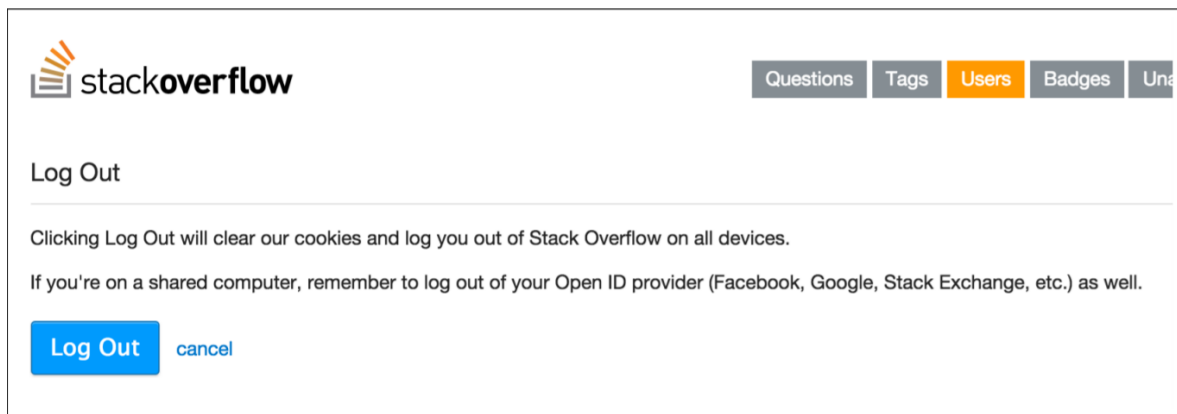 stackoverflow
Questions Tags Users Badges Una
Log Out
Clicking Log Out will clear our cookies and log you out of Stack Overflow on all devices.
If you're on a shared computer, remember to log out of your Open ID provider (Facebook, Google, Stack Exchange, etc.) as well.
Log Out cancel